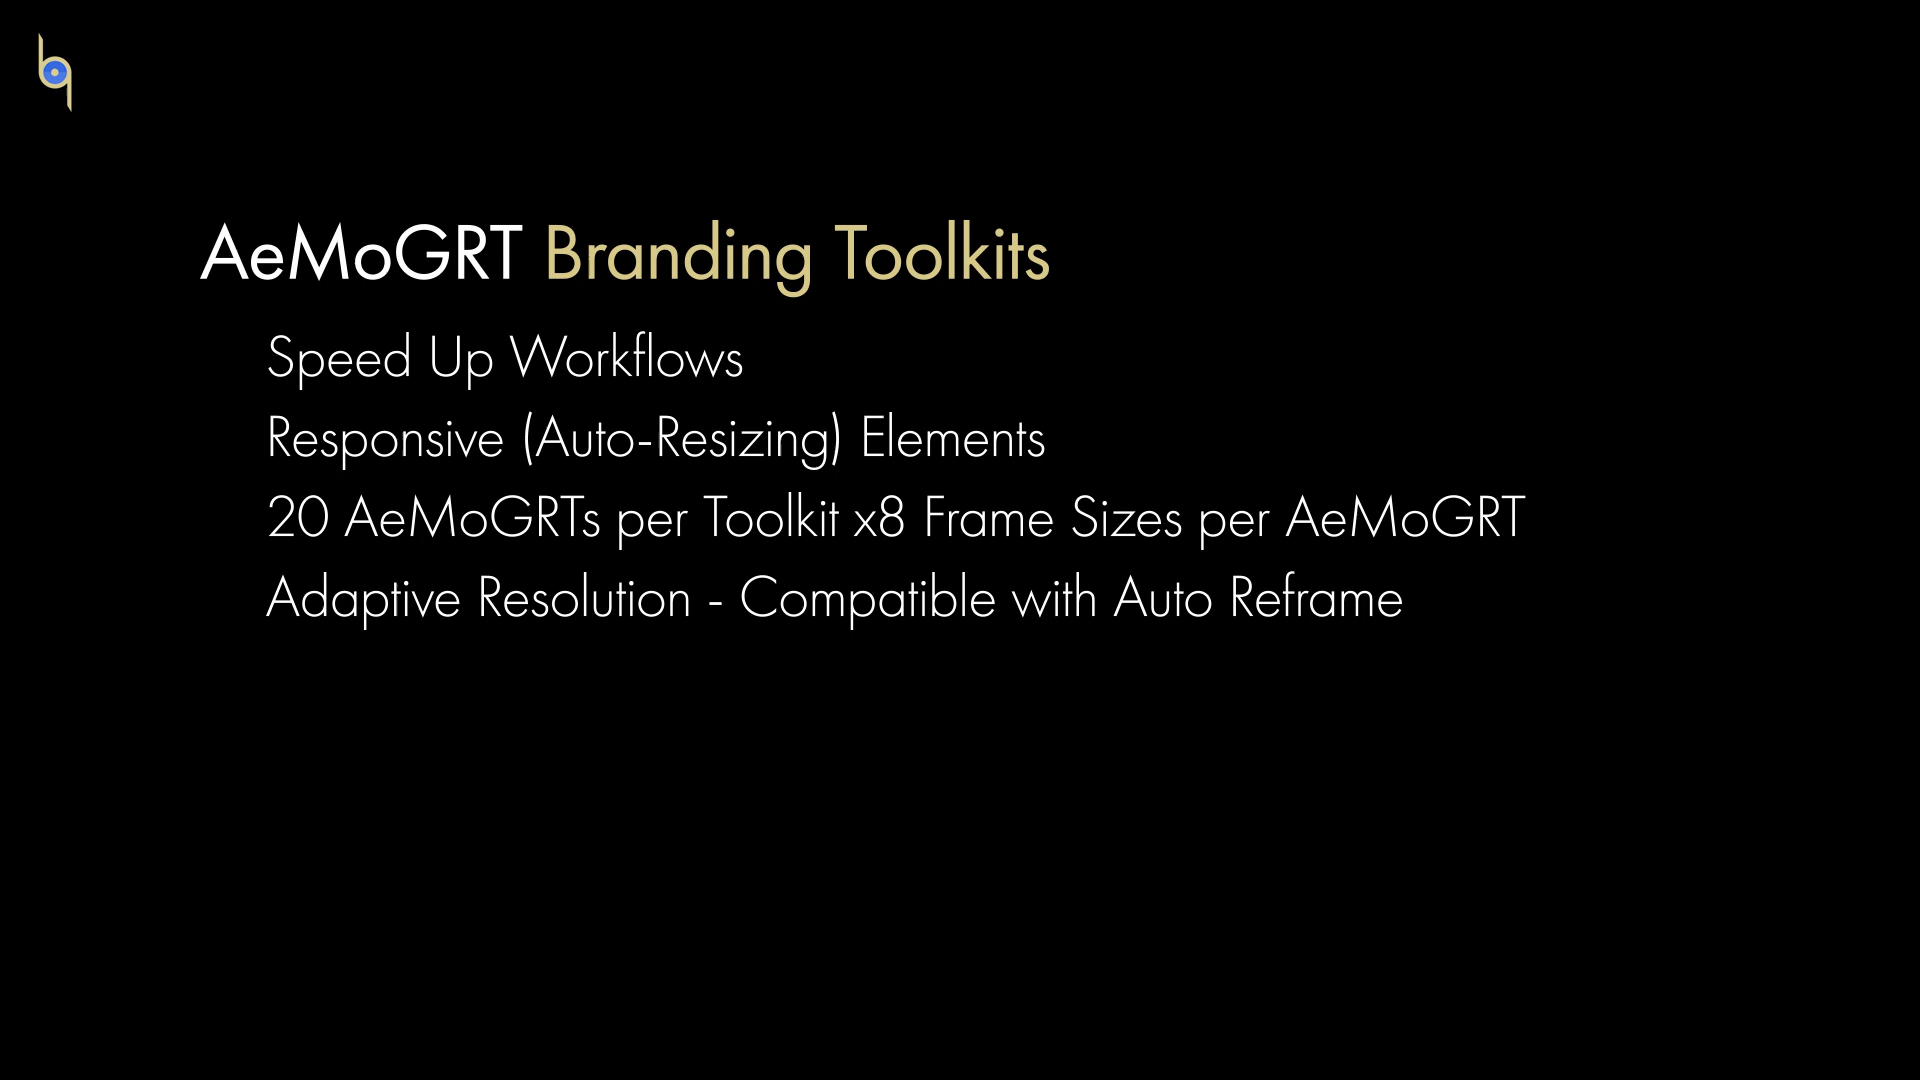 AeMoGRT Branding Toolkits
Speed Up Workflows
Responsive (Auto-Resizing) Elements
20 AeMoGRTs per Toolkit x8 Frame Sizes per AeMoGRT
Adaptive Resolution - Compatible with Auto Reframe